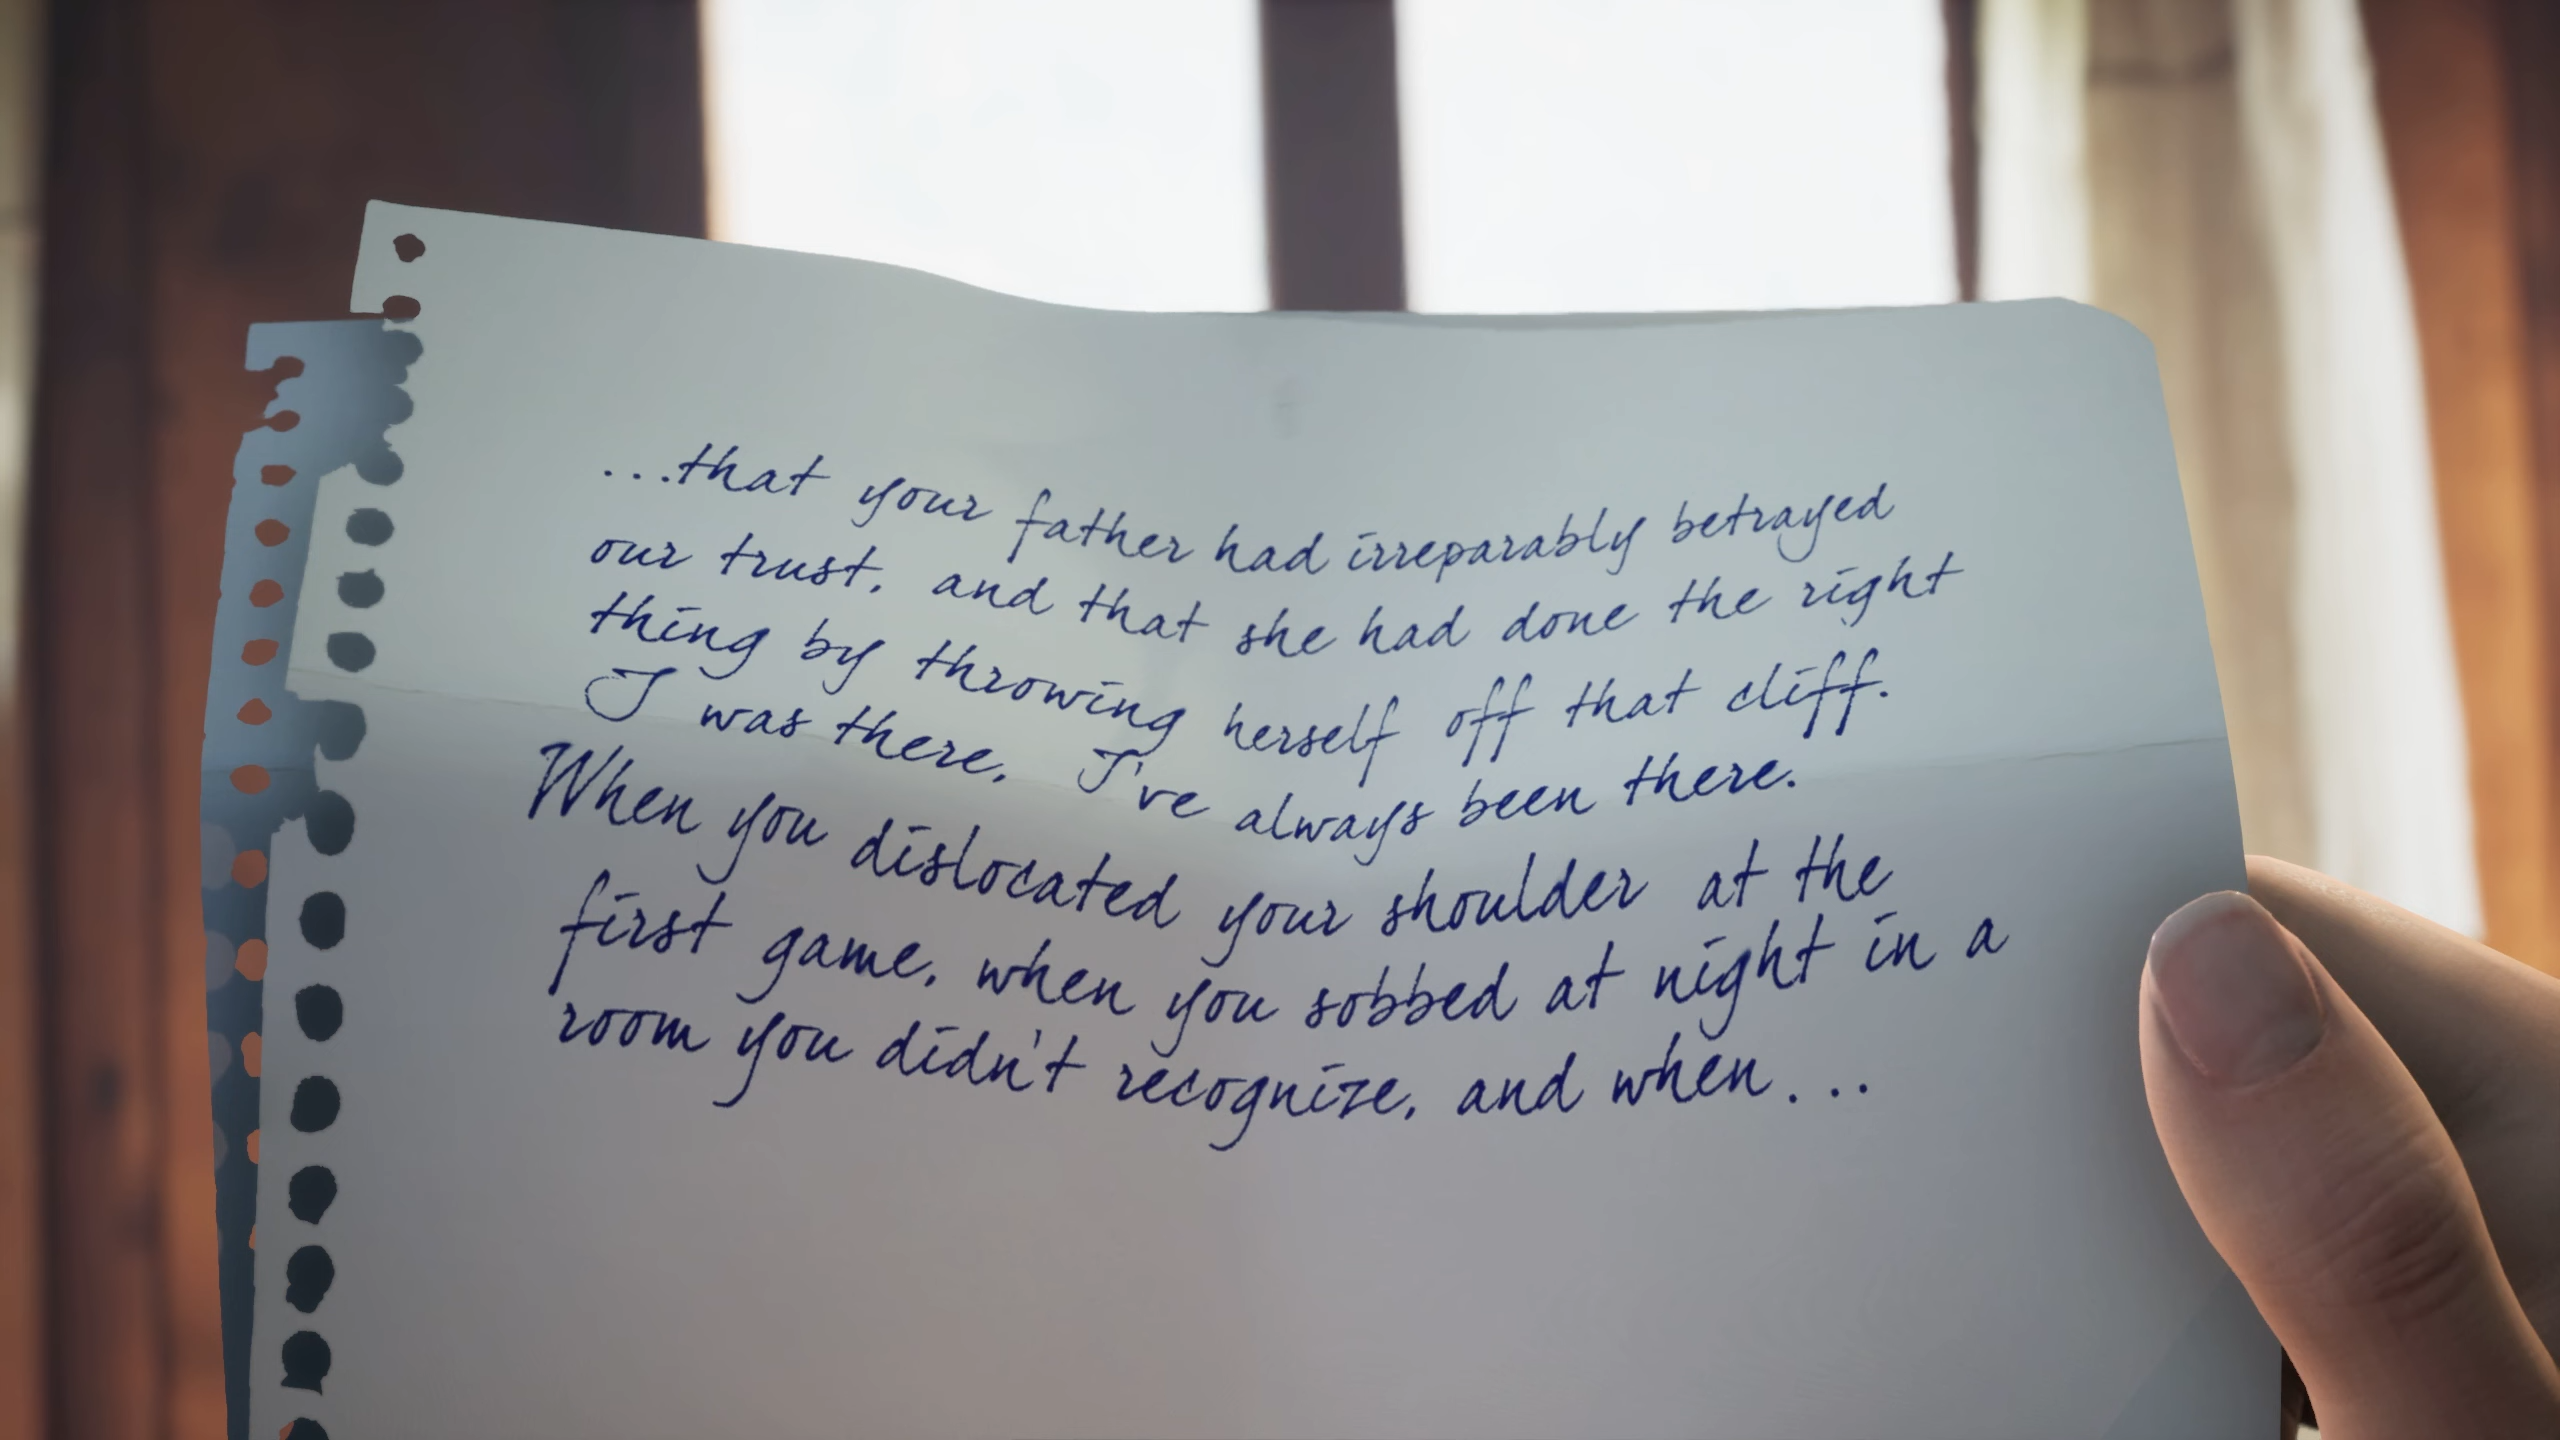 ...that your father had irreparably betrayed
our trust, and that she had done the right
thing by throwing herself off that cliff.
I was there, I've always been there.
When you dislocated your shoulder at the
first game, when you sobbed at night in a
room you didn't recognize, and when...